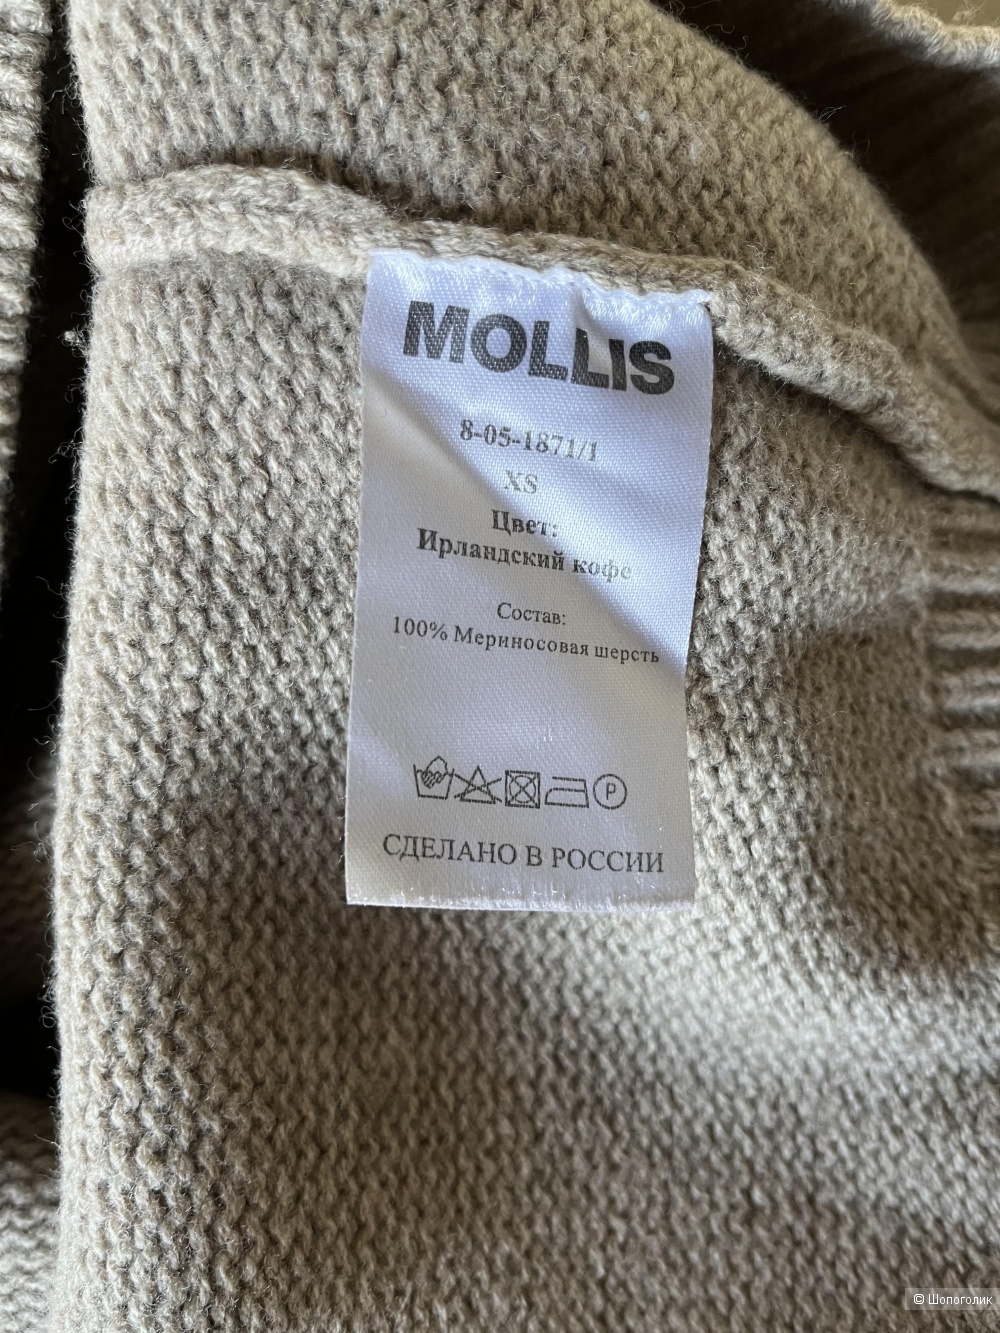 MOLLIS
8-05-1871/1
XS
Цвет:
Ирландский кофе
Состав:
100% Мериносовая шерсть
P
СДЕЛАНО В РОССИИ
© Шопоголик